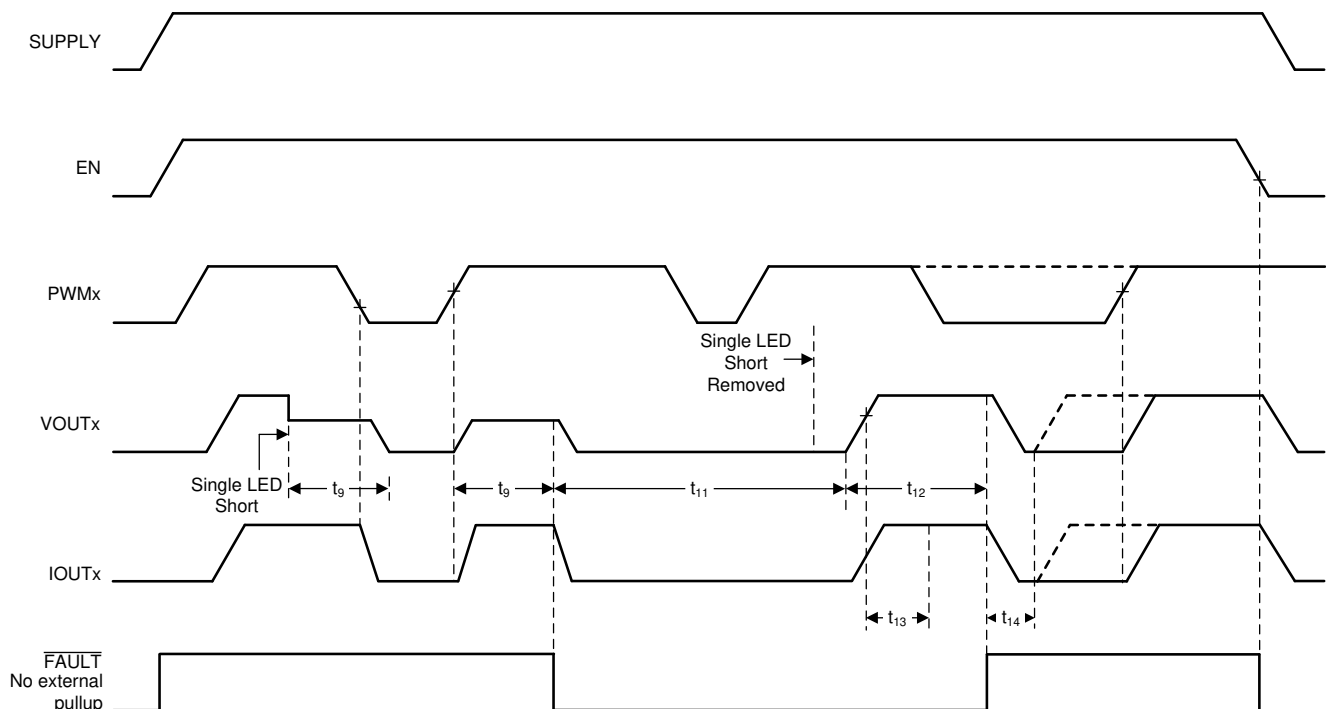 SUPPLY
EN
PWMx
Single LED
Short
Removed
VOUTx
Single LED
Short
t9
t9
t11
t12
IOUTx
t13
t14
FAULT
No external
pullup